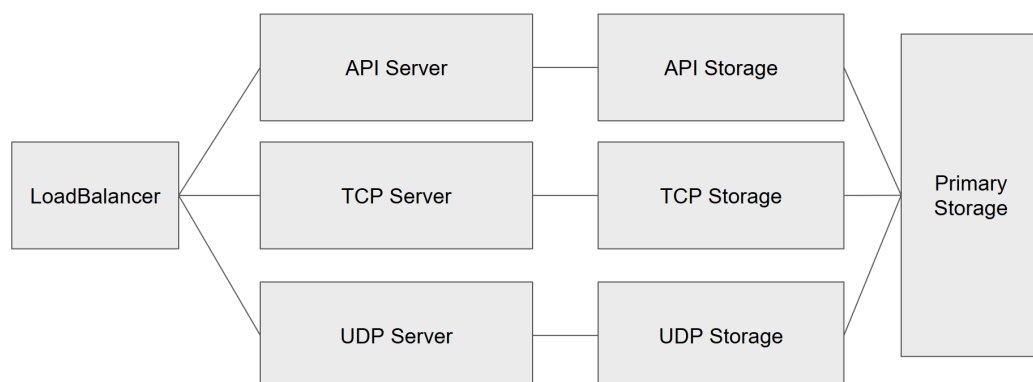 API Server
API Storage
LoadBalancer
TCP Server
TCP Storage
Primary
Storage
UDP Server
UDP Storage